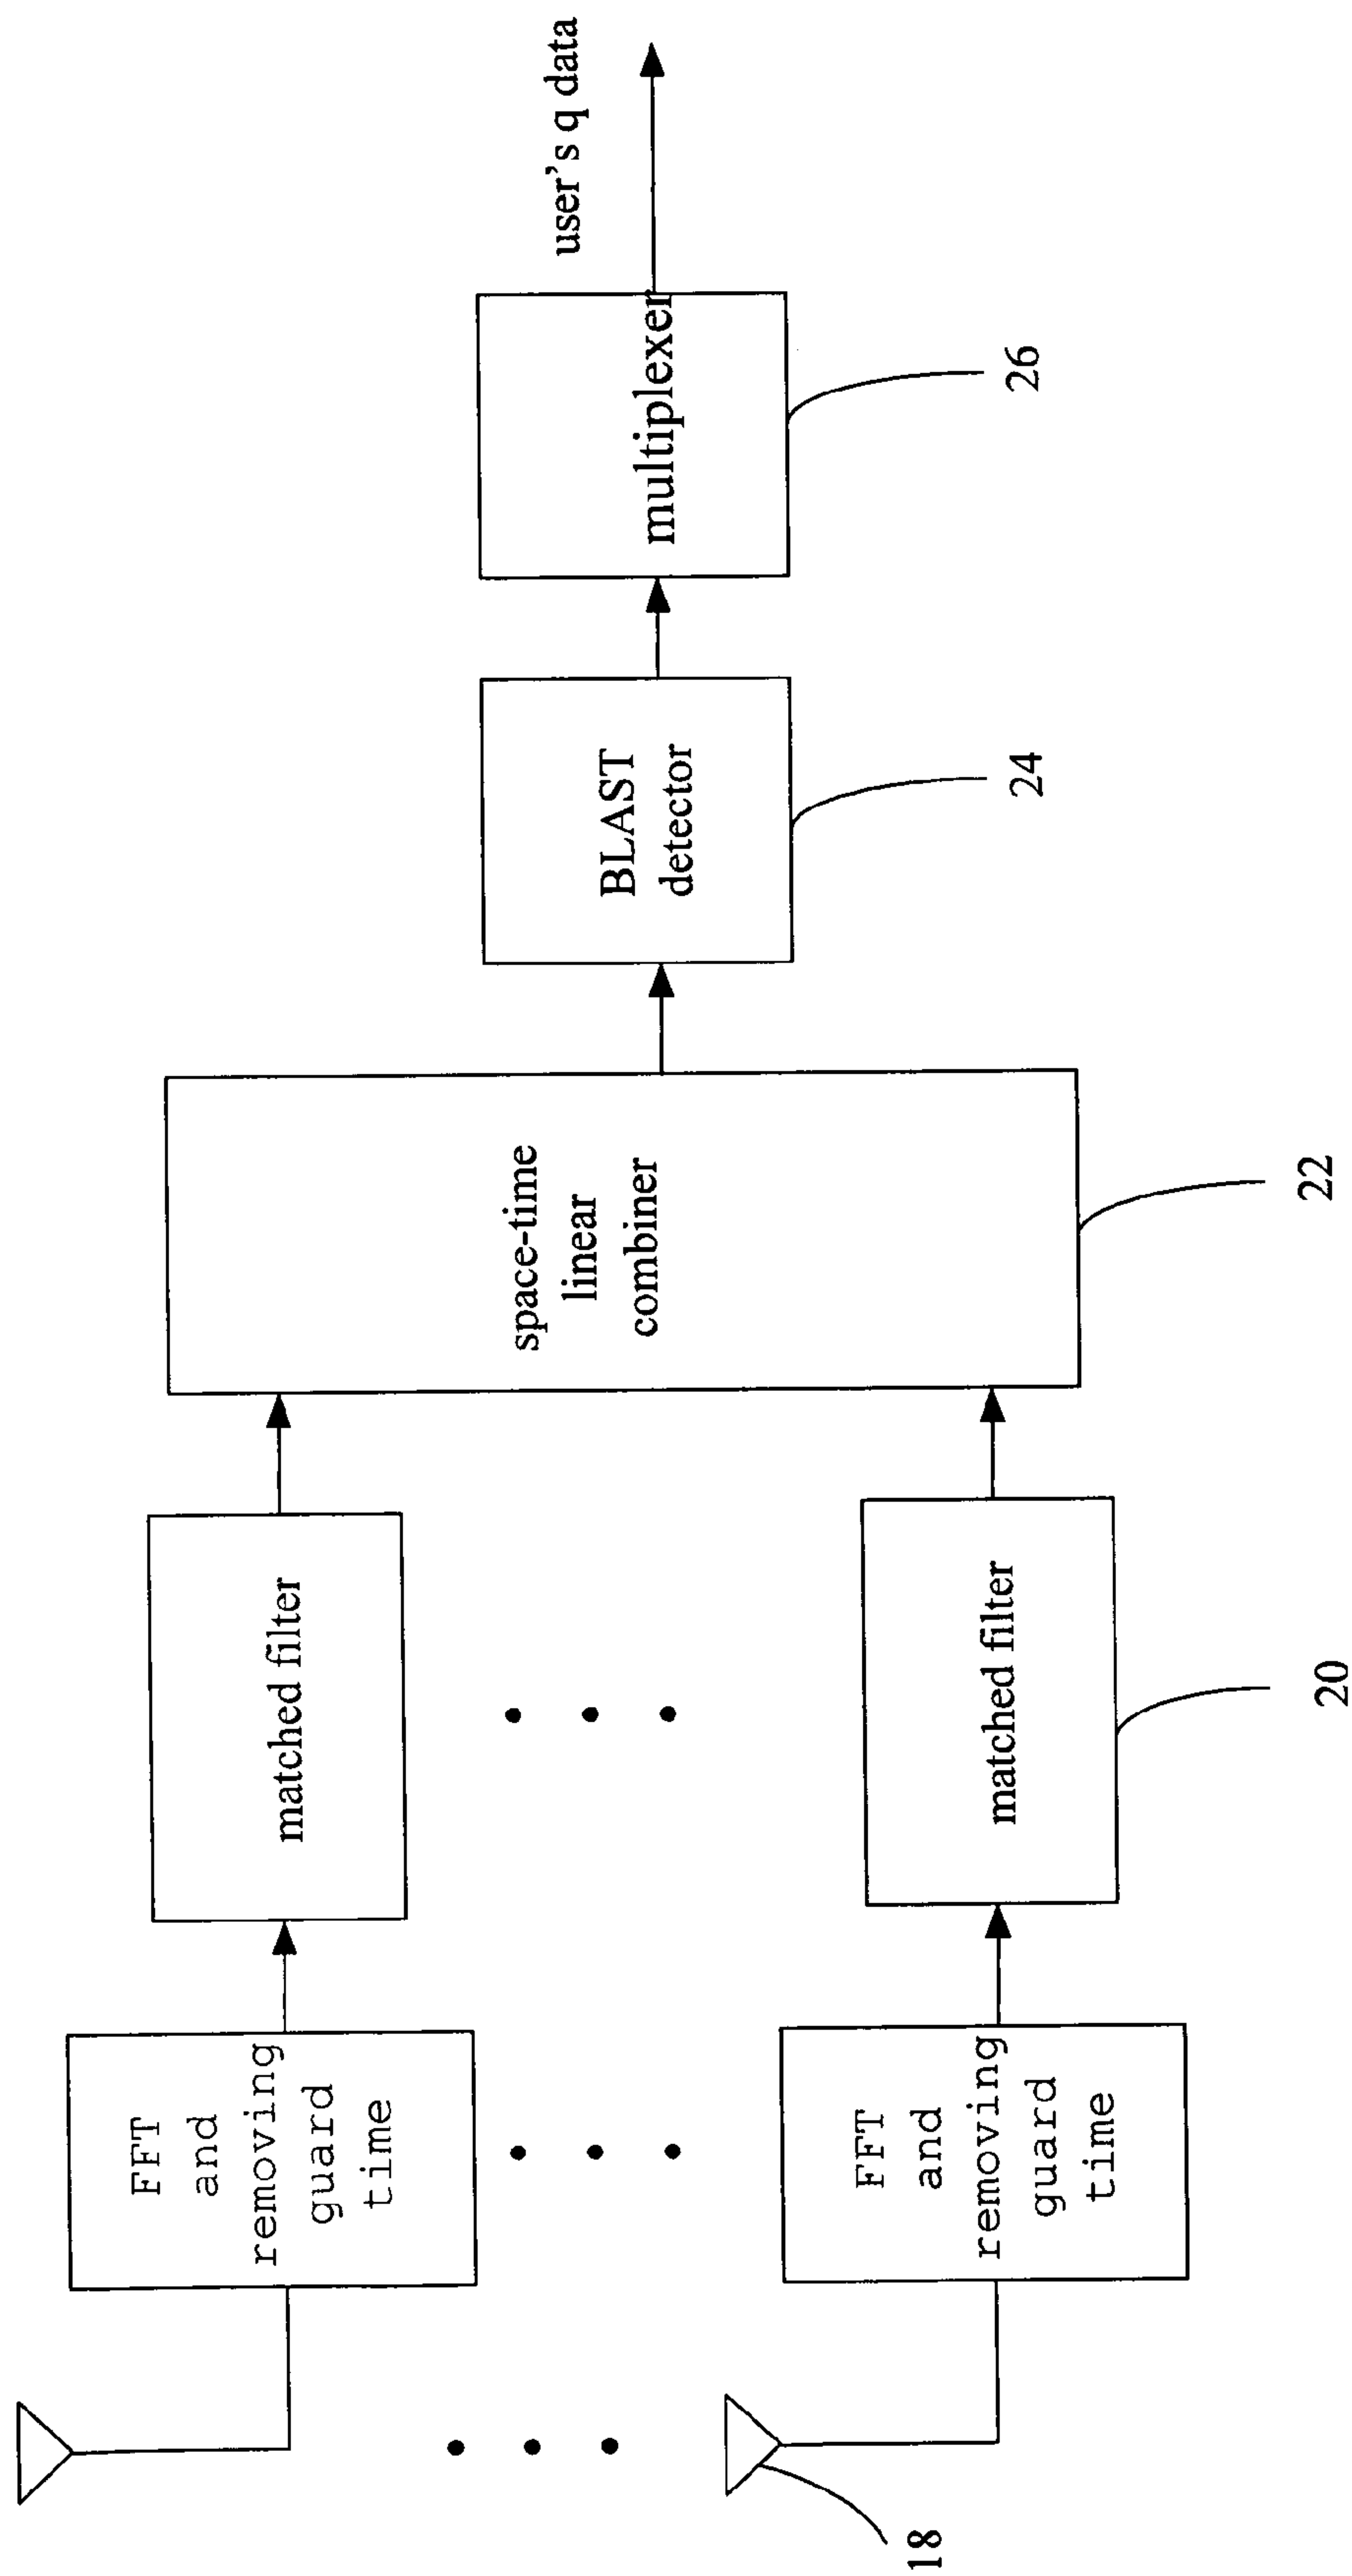 FFT
and
removing
guard
time
matched filter
space-time
linear
combiner
BLAST
detector
multiplexer
user's q data
FFT
and
removing
guard
time
matched filter
18
20
22
24
26